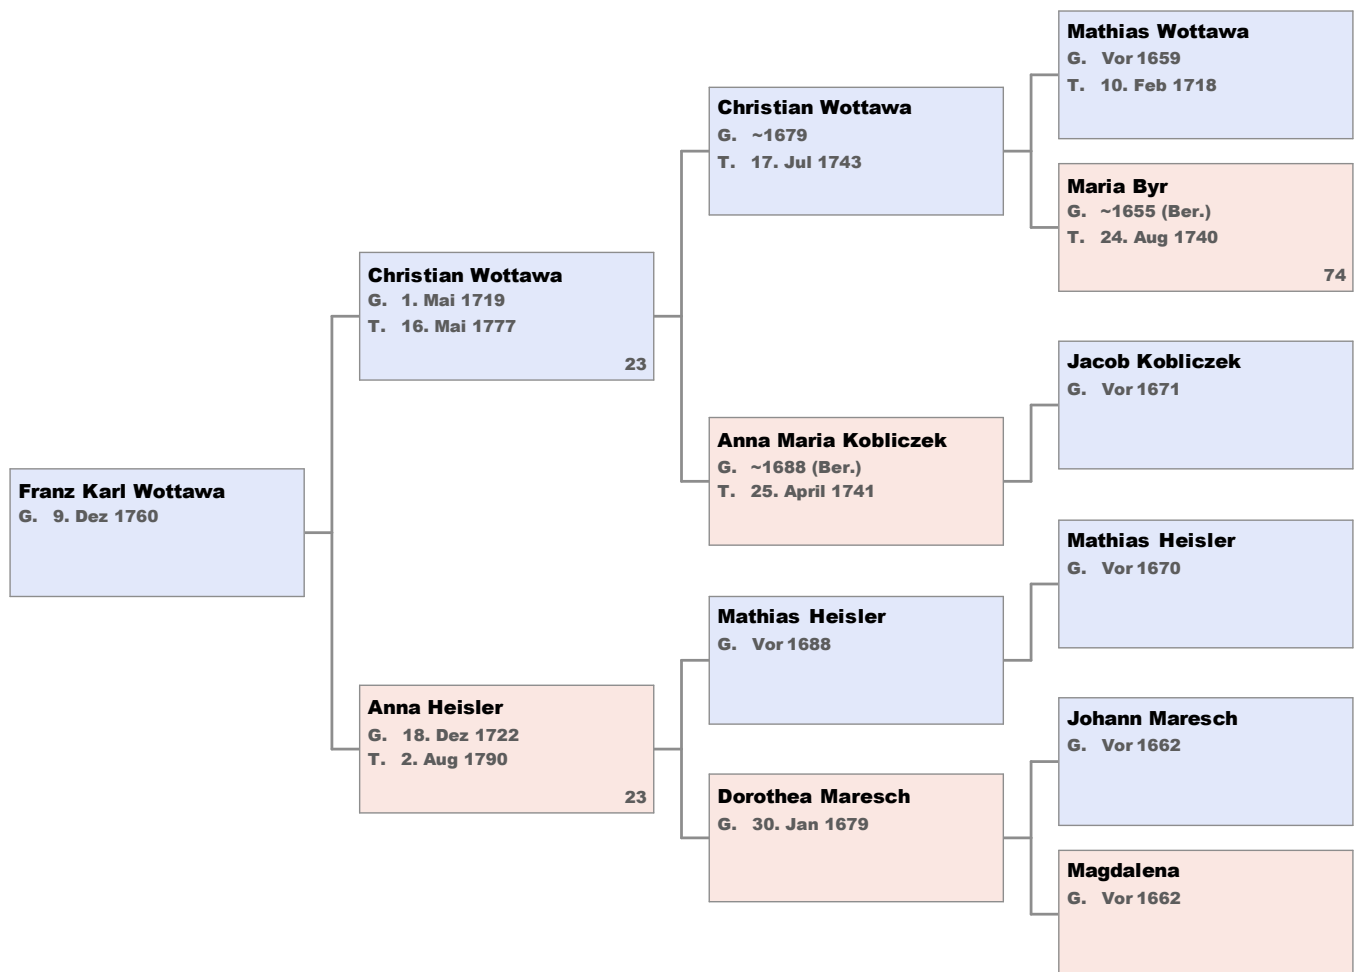 Mathias Wottawa
G. Vor 1659
T. 10. Feb 1718
Christian Wottawa
G. ~1679
T. 17. Jul 1743
Maria Byr
G. ~1655 (Ber.)
T. 24. Aug 1740
74
Christian Wottawa
G. 1. Mai 1719
T. 16. Mai 1777
23
Jacob Kobliczek
G. Vor 1671
Anna Maria Kobliczek
G. ~1688 (Ber.)
T. 25. April 1741
Franz Karl Wottawa
G. 9. Dez 1760
Mathias Heisler
G. Vor 1670
Mathias Heisler
G. Vor 1688
Anna Heisler
G. 18. Dez 1722
T. 2. Aug 1790
23
Johann Maresch
G. Vor 1662
Dorothea Maresch
G. 30. Jan 1679
Magdalena
G. Vor 1662